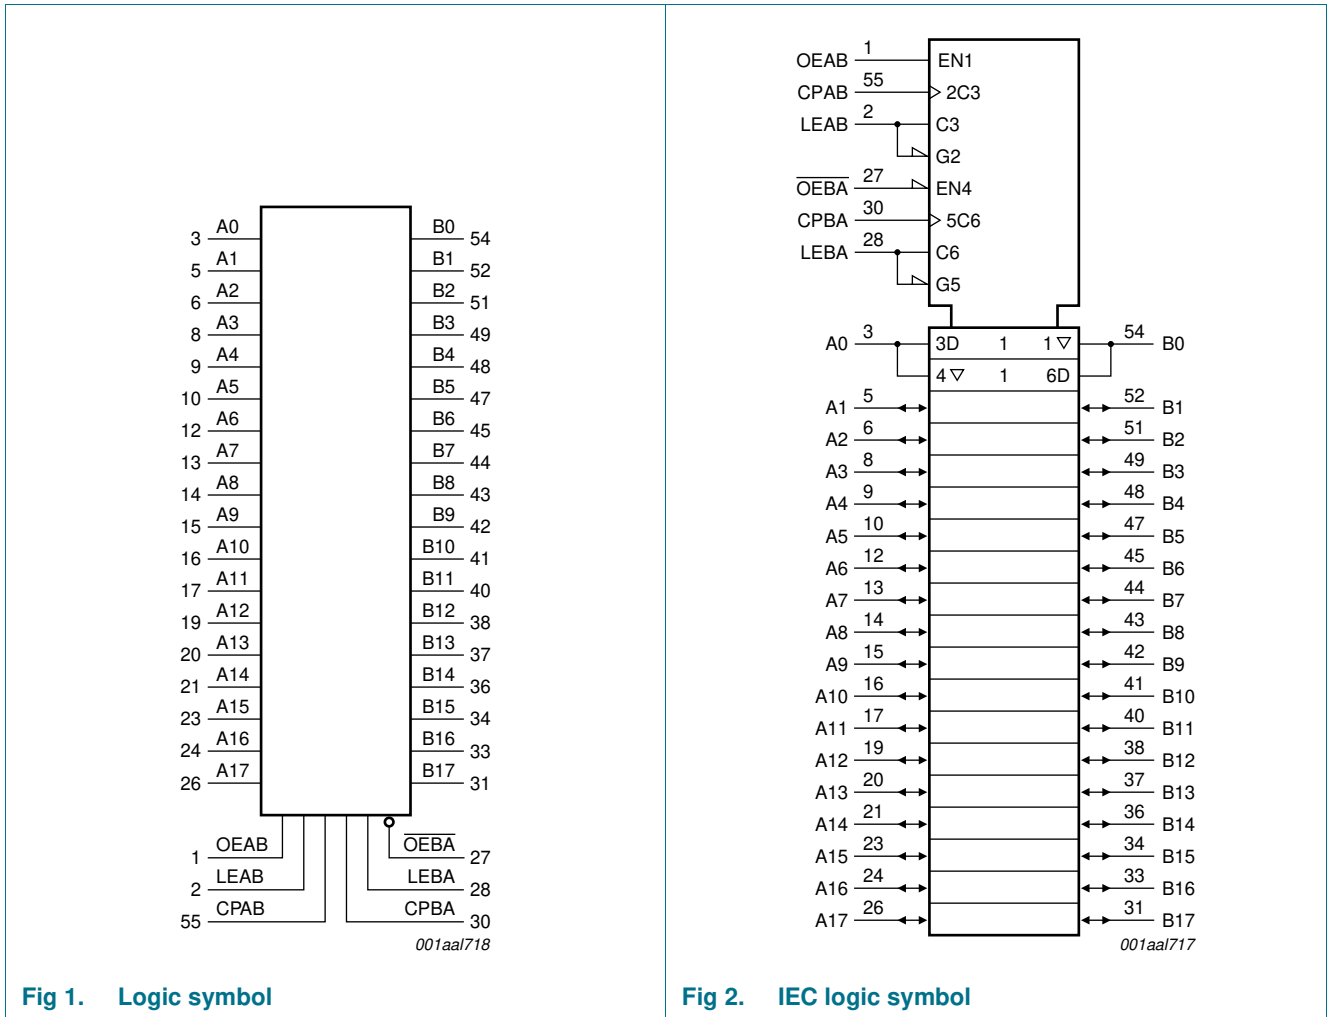 A0
3
B0
54
A1
5
B1
52
A2
6
B2
51
A3
8
B3
49
A4
9
B4
48
A5
10
B5
47
A6
12
B6
45
A7
13
B7
44
A8
14
B8
43
A9
15
B9
42
A10
16
B10
41
A11
17
B11
40
A12
19
B12
38
A13
20
B13
37
A14
21
B14
36
A15
23
B15
34
A16
24
B16
33
A17
26
B17
31
OEAB
1
OEBA
27
LEAB
2
LEBA
28
CPAB
55
CPBA
30
001aal718
Fig 1. Logic symbol
OEAB 1 EN1
CPAB 55 2C3
LEAB 2 C3
G2
OEBA 27 EN4
CPBA 30 5C6
LEBA 28 C6
G5
A0 3 3D 1 1 ▽ 54 B0
4 ▽ 1 6D
A1 5 52 B1
A2 6 51 B2
A3 8 49 B3
A4 9 48 B4
A5 10 47 B5
A6 12 45 B6
A7 13 44 B7
A8 14 43 B8
A9 15 42 B9
A10 16 41 B10
A11 17 40 B11
A12 19 38 B12
A13 20 37 B13
A14 21 36 B14
A15 23 34 B15
A16 24 33 B16
A17 26 31 B17
001aal717
Fig 2. IEC logic symbol